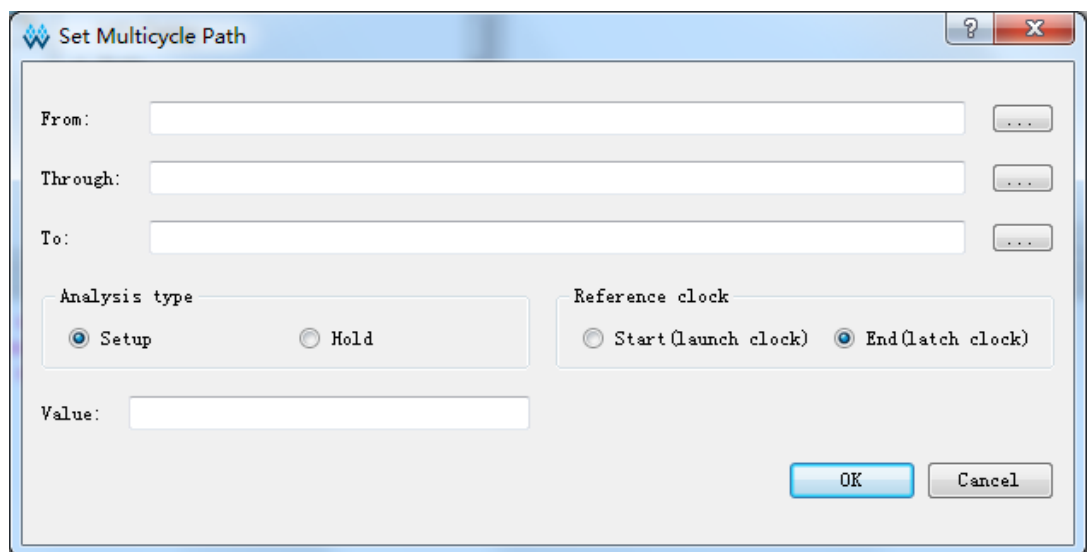 Set Multicycle Path
From: ...
Through: ...
To: ...
Analysis type Reference clock
Setup Hold Start(launch clock) End(latch clock)
Value:
OK Cancel